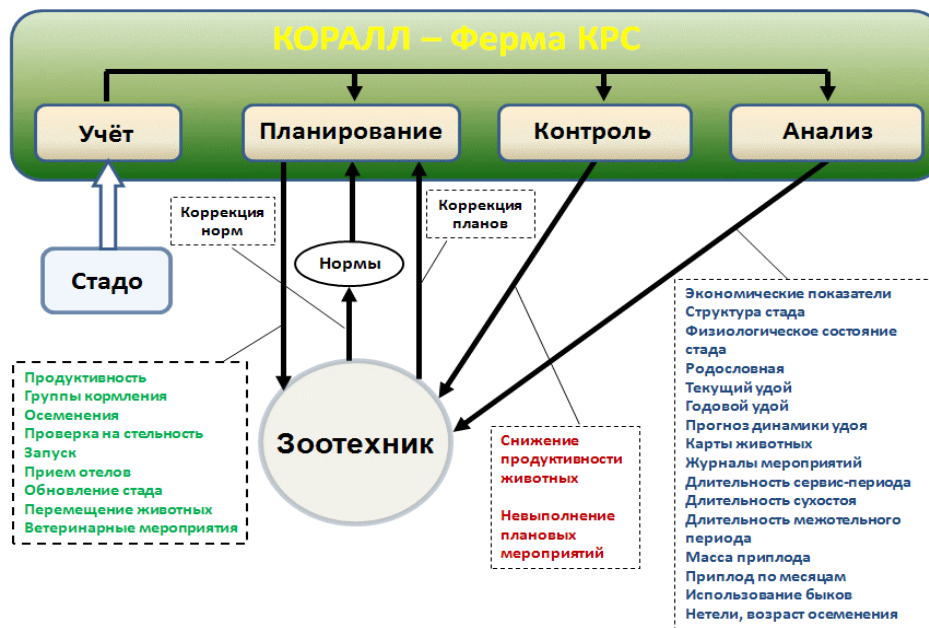 КОРАЛЛ – Ферма КРС
Учёт
Планирование
Контроль
Анализ
Коррекция
норм
Коррекция
планов
Нормы
Стадо
Зоотехник
Продуктивность
Группы кормления
Осеменения
Проверка на стельность
Запуск
Прием отелов
Обновление стада
Перемещение животных
Ветеринарные мероприятия
Снижение
продуктивности
животных
Невыполнение
плановых
мероприятий
Экономические показатели
Структура стада
Физиологическое состояние
стада
Родословная
Текущий удой
Годовой удой
Прогноз динамики удоя
Карты животных
Журналы мероприятий
Длительность сервис-периода
Длительность сухостоя
Длительность межотельного
периода
Масса приплода
Приплод по месяцам
Использование быков
Нетели, возраст осеменения